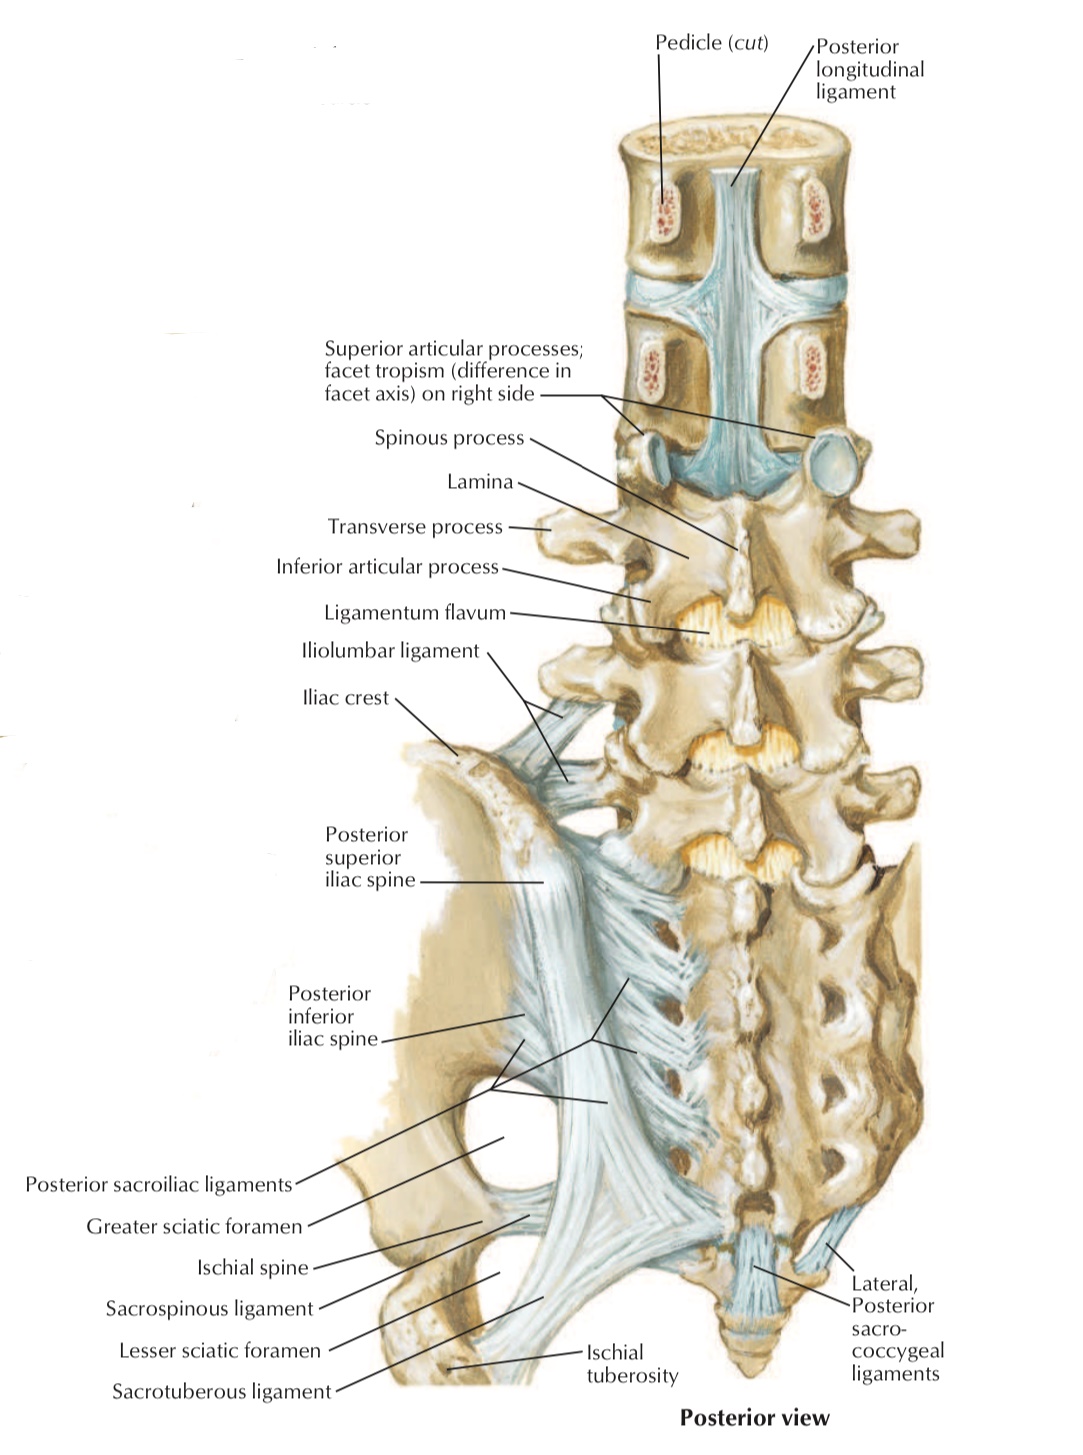 Pedicle (cut)
Posterior
longitudinal
ligament
Superior articular processes;
facet tropism (difference in
facet axis) on right side
Spinous process
Lamina
Transverse process
Inferior articular process
Ligamentum flavum
Iliolumbar ligament
Iliac crest
Posterior
superior
iliac spine
Posterior
inferior
iliac spine
Posterior sacroiliac ligaments
Greater sciatic foramen
Ischial spine
Sacrospinous ligament
Lesser sciatic foramen
Sacrotuberous ligament
Ischial
tuberosity
Lateral,
Posterior
sacro-
coccygeal
ligaments
Posterior view